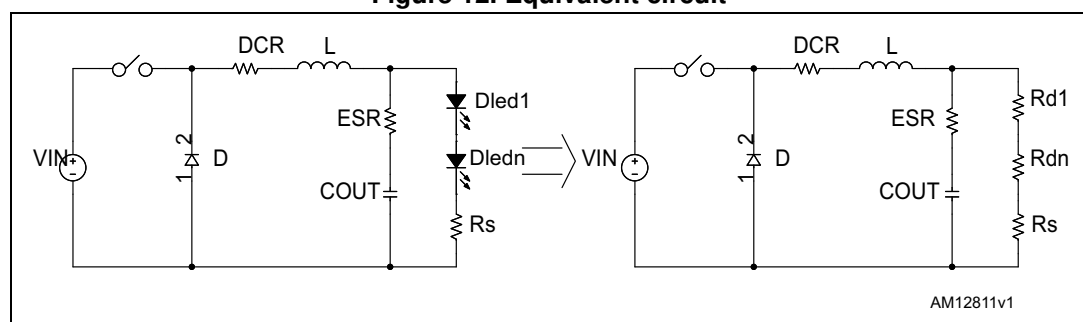 Figure 12. Equivalent circuit
DCR L
DCR L
ESR
Dled1
ESR
Rd1
VIN
2
1
D
Dledn
VIN
2
1
D
Rdn
COUT
Rs
COUT
Rs
AM12811v1